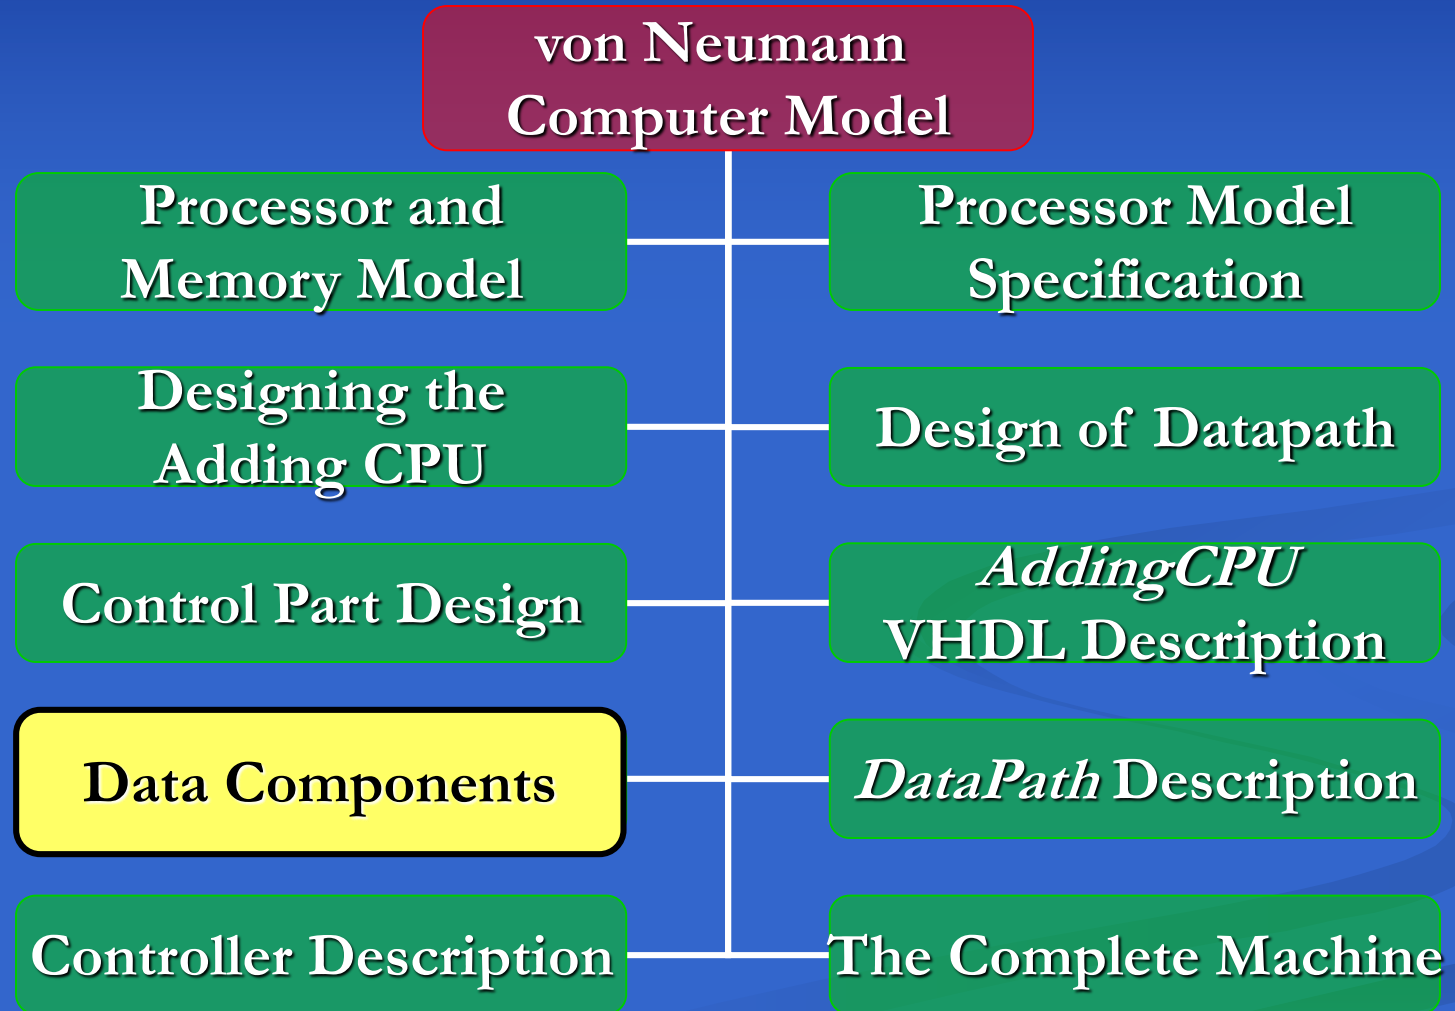 von Neumann
Computer Model
Processor and
Memory Model
Processor Model
Specification
Designing the
Adding CPU
Design of Datapath
Control Part Design
AddingCPU
VHDL Description
Data Components
DataPath Description
Controller Description
The Complete Machine